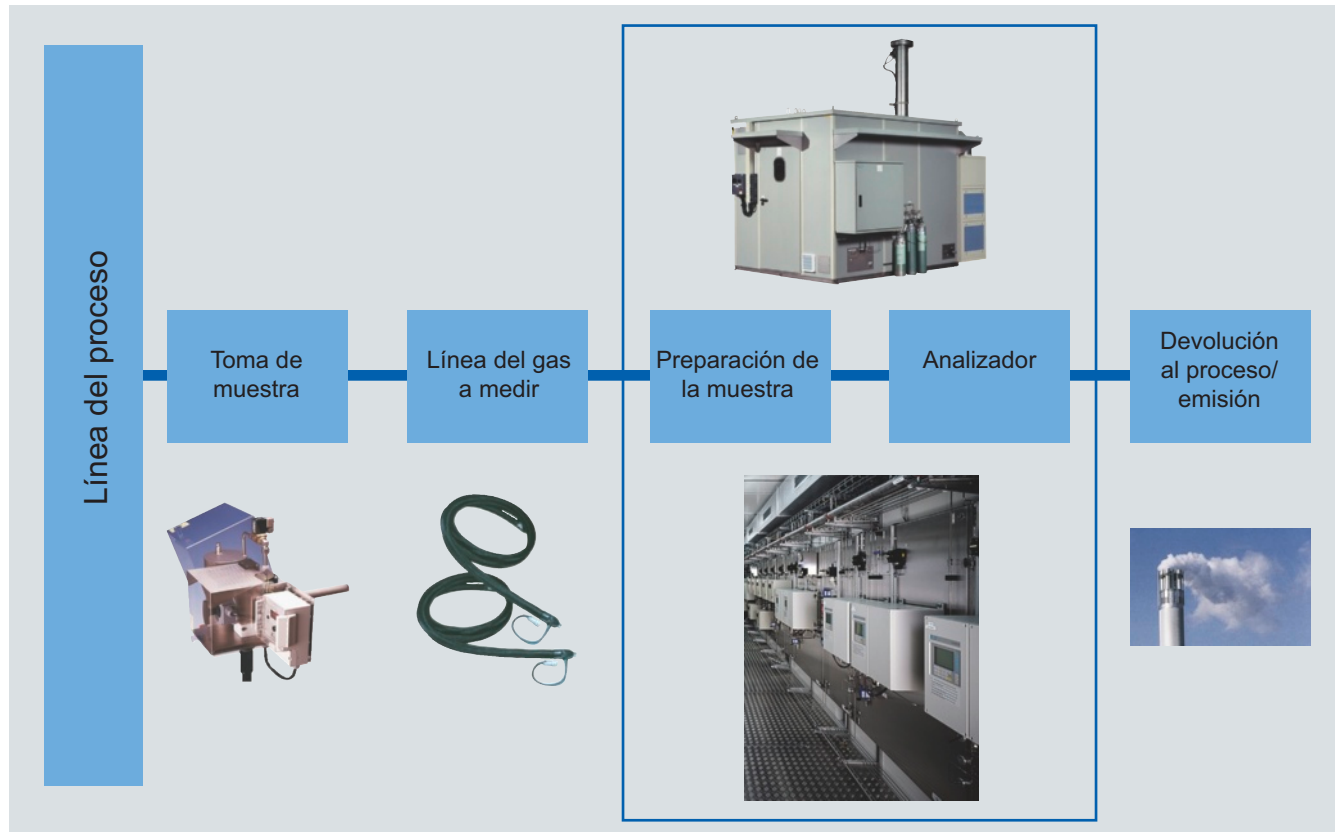 Línea del proceso
Toma de
muestra
Línea del gas
a medir
Preparación de
la muestra
Analizador
Devolución
al proceso/
emisión